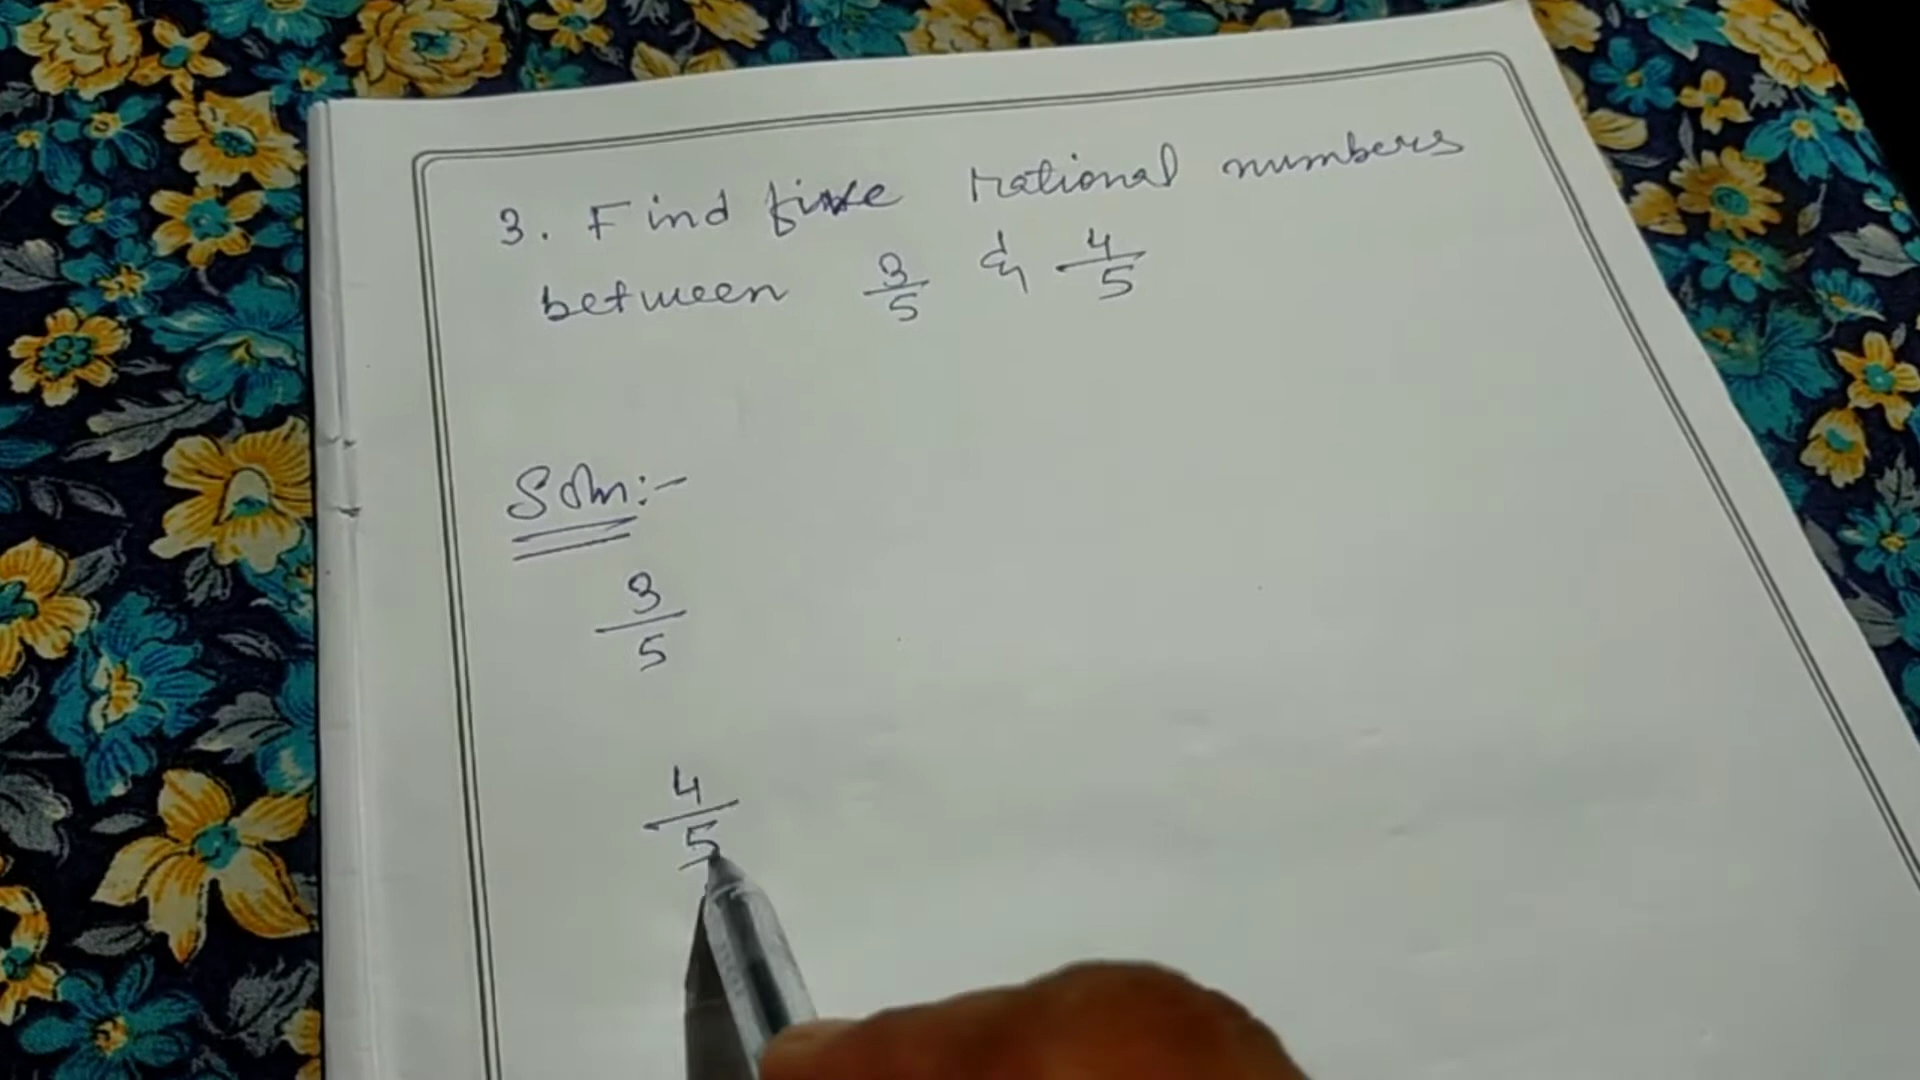 3. Find five rational numbers
between 3/5 & 4/5
Soln:-
3/5
4/5